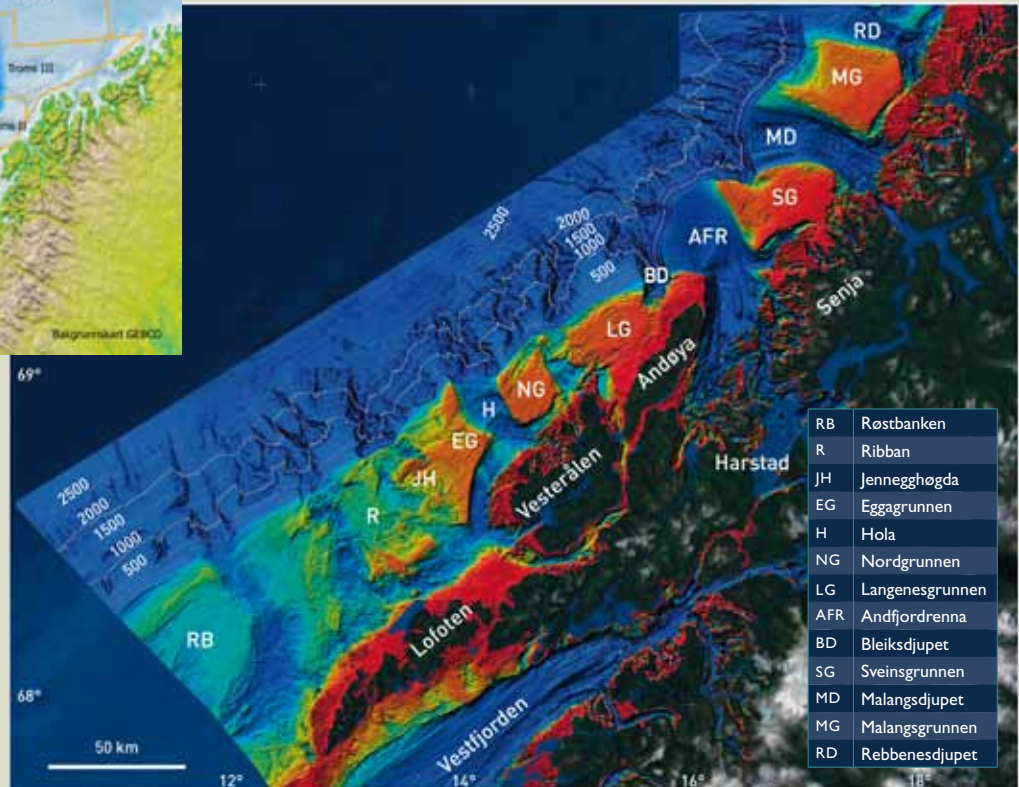 Troms III
Bakgrunnskart GEBCO
RD
MG
MD
SG
AFR
BD
LG
NG
H
EG
JH
R
RB
2500
2000
1500
1000
500
2500
2000
1500
1000
500
Senja
Andøya
Harstad
Vesterålen
Lofoten
Vestfjorden
69°
68°
50 km
12°
14°
16°
18°
RB Røstbanken
R Ribban
JH Jennegghøgda
EG Eggagrunnen
H Hola
NG Nordgrunnen
LG Langenesgrunnen
AFR Andfjordrenna
BD Bleiksdjupet
SG Sveinsgrunnen
MD Malangsdjupet
MG Malangsgrunnen
RD Rebbenesdjupet